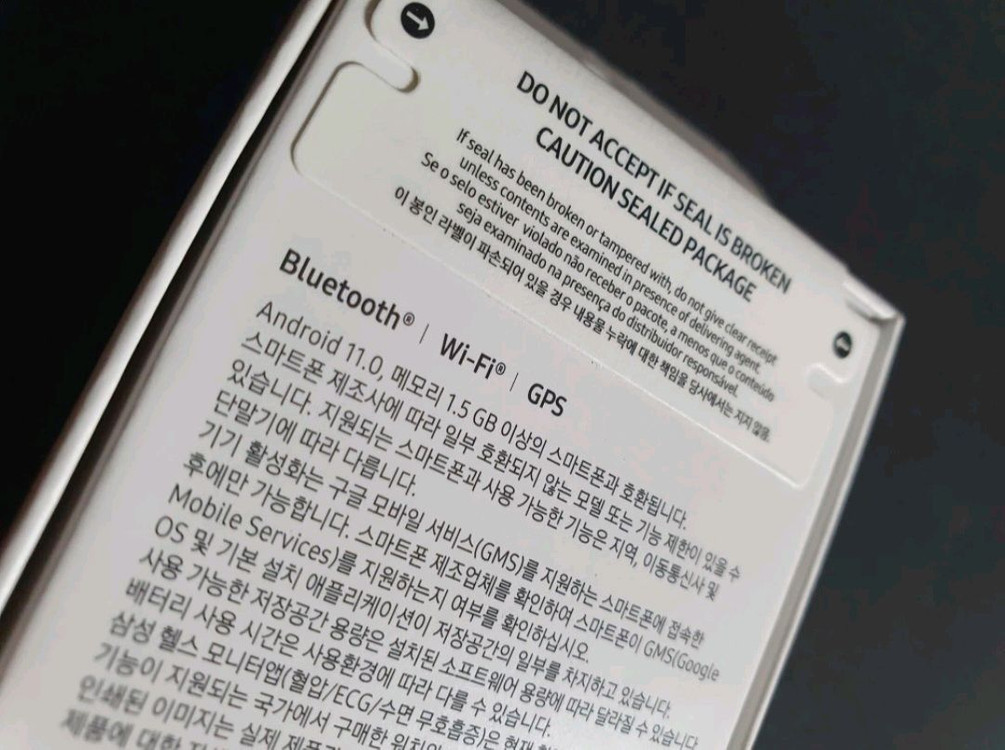 DO NOT ACCEPT IF SEAL IS BROKEN
CAUTION SEALED PACKAGE
If seal has been broken or tampered with, do not give clear receipt
unless contents are examined in presence of delivering agent.
Se o selo estiver violado não receber o pacote, a menos que o conteúdo
seja examinado na presença do distribuidor responsável.
이 봉인 라벨이 파손되어 있을 경우 내용물 누락에 대한 책임을 당사에서는 지지 않음.
Bluetooth® | Wi-Fi® | GPS
Android 11.0, 메모리 1.5 GB 이상의 스마트폰과 호환됩니다.
스마트폰 제조사에 따라 일부 호환되지 않는 모델 또는 기능 제한이 있을 수
있습니다. 지원되는 스마트폰과 사용 가능한 기능은 지역, 이동통신사 및
단말기에 따라 다릅니다.
기기 활성화는 구글 모바일 서비스(GMS)를 지원하는 스마트폰에 접속한
후에만 가능합니다. 스마트폰 제조업체를 확인하여 스마트폰이 GMS(Google
Mobile Services)를 지원하는지 여부를 확인하십시오.
OS 및 기본 설치 애플리케이션이 저장공간의 일부를 차지하고 있습니다.
사용 가능한 저장공간 용량은 설치된 소프트웨어 용량에 따라 달라질 수 있습니다.
배터리 사용 시간은 사용환경에 따라 다를 수 있습니다.
삼성 헬스 모니터앱(혈압/ECG/수면 무호흡증)은 현재
기능이 지원되는 국가에서 구매한 워치와
인쇄된 이미지는 실제 제품과
제품에 대한